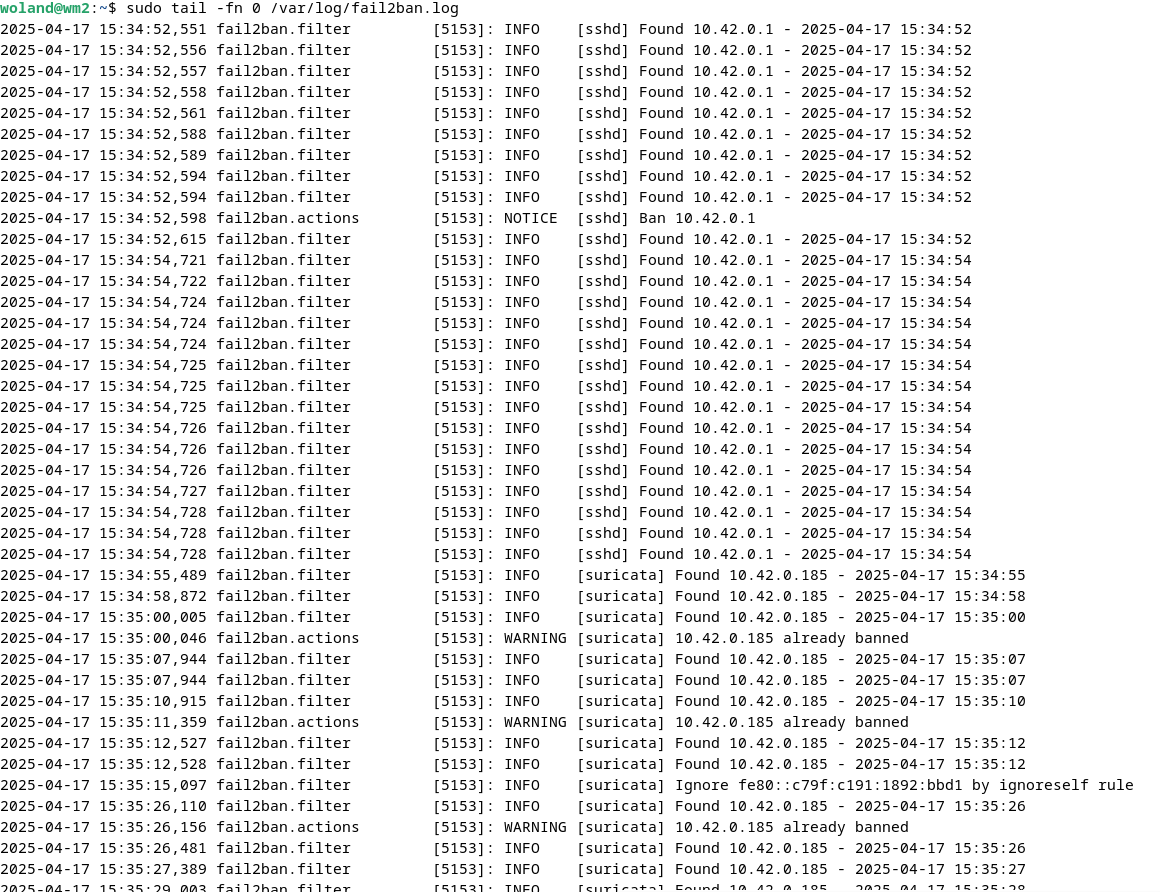 woland@wm2:~$ sudo tail -fn 0 /var/log/fail2ban.log
2025-04-17 15:34:52,551 fail2ban.filter         [5153]: INFO    [sshd] Found 10.42.0.1 - 2025-04-17 15:34:52
2025-04-17 15:34:52,556 fail2ban.filter         [5153]: INFO    [sshd] Found 10.42.0.1 - 2025-04-17 15:34:52
2025-04-17 15:34:52,557 fail2ban.filter         [5153]: INFO    [sshd] Found 10.42.0.1 - 2025-04-17 15:34:52
2025-04-17 15:34:52,558 fail2ban.filter         [5153]: INFO    [sshd] Found 10.42.0.1 - 2025-04-17 15:34:52
2025-04-17 15:34:52,561 fail2ban.filter         [5153]: INFO    [sshd] Found 10.42.0.1 - 2025-04-17 15:34:52
2025-04-17 15:34:52,588 fail2ban.filter         [5153]: INFO    [sshd] Found 10.42.0.1 - 2025-04-17 15:34:52
2025-04-17 15:34:52,589 fail2ban.filter         [5153]: INFO    [sshd] Found 10.42.0.1 - 2025-04-17 15:34:52
2025-04-17 15:34:52,594 fail2ban.filter         [5153]: INFO    [sshd] Found 10.42.0.1 - 2025-04-17 15:34:52
2025-04-17 15:34:52,594 fail2ban.filter         [5153]: INFO    [sshd] Found 10.42.0.1 - 2025-04-17 15:34:52
2025-04-17 15:34:52,598 fail2ban.actions        [5153]: NOTICE  [sshd] Ban 10.42.0.1
2025-04-17 15:34:52,615 fail2ban.filter         [5153]: INFO    [sshd] Found 10.42.0.1 - 2025-04-17 15:34:52
2025-04-17 15:34:54,721 fail2ban.filter         [5153]: INFO    [sshd] Found 10.42.0.1 - 2025-04-17 15:34:54
2025-04-17 15:34:54,722 fail2ban.filter         [5153]: INFO    [sshd] Found 10.42.0.1 - 2025-04-17 15:34:54
2025-04-17 15:34:54,724 fail2ban.filter         [5153]: INFO    [sshd] Found 10.42.0.1 - 2025-04-17 15:34:54
2025-04-17 15:34:54,724 fail2ban.filter         [5153]: INFO    [sshd] Found 10.42.0.1 - 2025-04-17 15:34:54
2025-04-17 15:34:54,724 fail2ban.filter         [5153]: INFO    [sshd] Found 10.42.0.1 - 2025-04-17 15:34:54
2025-04-17 15:34:54,725 fail2ban.filter         [5153]: INFO    [sshd] Found 10.42.0.1 - 2025-04-17 15:34:54
2025-04-17 15:34:54,725 fail2ban.filter         [5153]: INFO    [sshd] Found 10.42.0.1 - 2025-04-17 15:34:54
2025-04-17 15:34:54,725 fail2ban.filter         [5153]: INFO    [sshd] Found 10.42.0.1 - 2025-04-17 15:34:54
2025-04-17 15:34:54,726 fail2ban.filter         [5153]: INFO    [sshd] Found 10.42.0.1 - 2025-04-17 15:34:54
2025-04-17 15:34:54,726 fail2ban.filter         [5153]: INFO    [sshd] Found 10.42.0.1 - 2025-04-17 15:34:54
2025-04-17 15:34:54,726 fail2ban.filter         [5153]: INFO    [sshd] Found 10.42.0.1 - 2025-04-17 15:34:54
2025-04-17 15:34:54,727 fail2ban.filter         [5153]: INFO    [sshd] Found 10.42.0.1 - 2025-04-17 15:34:54
2025-04-17 15:34:54,728 fail2ban.filter         [5153]: INFO    [sshd] Found 10.42.0.1 - 2025-04-17 15:34:54
2025-04-17 15:34:54,728 fail2ban.filter         [5153]: INFO    [sshd] Found 10.42.0.1 - 2025-04-17 15:34:54
2025-04-17 15:34:54,728 fail2ban.filter         [5153]: INFO    [sshd] Found 10.42.0.1 - 2025-04-17 15:34:54
2025-04-17 15:34:55,489 fail2ban.filter         [5153]: INFO    [suricata] Found 10.42.0.185 - 2025-04-17 15:34:55
2025-04-17 15:34:58,872 fail2ban.filter         [5153]: INFO    [suricata] Found 10.42.0.185 - 2025-04-17 15:34:58
2025-04-17 15:35:00,005 fail2ban.filter         [5153]: INFO    [suricata] Found 10.42.0.185 - 2025-04-17 15:35:00
2025-04-17 15:35:00,046 fail2ban.actions        [5153]: WARNING [suricata] 10.42.0.185 already banned
2025-04-17 15:35:07,944 fail2ban.filter         [5153]: INFO    [suricata] Found 10.42.0.185 - 2025-04-17 15:35:07
2025-04-17 15:35:07,944 fail2ban.filter         [5153]: INFO    [suricata] Found 10.42.0.185 - 2025-04-17 15:35:07
2025-04-17 15:35:10,915 fail2ban.filter         [5153]: INFO    [suricata] Found 10.42.0.185 - 2025-04-17 15:35:10
2025-04-17 15:35:11,359 fail2ban.actions        [5153]: WARNING [suricata] 10.42.0.185 already banned
2025-04-17 15:35:12,527 fail2ban.filter         [5153]: INFO    [suricata] Found 10.42.0.185 - 2025-04-17 15:35:12
2025-04-17 15:35:12,528 fail2ban.filter         [5153]: INFO    [suricata] Found 10.42.0.185 - 2025-04-17 15:35:12
2025-04-17 15:35:15,097 fail2ban.filter         [5153]: INFO    [suricata] Ignore fe80::c79f:c191:1892:bbd1 by ignoreself rule
2025-04-17 15:35:26,110 fail2ban.filter         [5153]: INFO    [suricata] Found 10.42.0.185 - 2025-04-17 15:35:26
2025-04-17 15:35:26,156 fail2ban.actions        [5153]: WARNING [suricata] 10.42.0.185 already banned
2025-04-17 15:35:26,481 fail2ban.filter         [5153]: INFO    [suricata] Found 10.42.0.185 - 2025-04-17 15:35:26
2025-04-17 15:35:27,389 fail2ban.filter         [5153]: INFO    [suricata] Found 10.42.0.185 - 2025-04-17 15:35:27
2025-04-17 15:35:29,003 fail2ban.filter         [5153]: INFO    [suricata] Found 10.42.0.185 - 2025-04-17 15:35:28